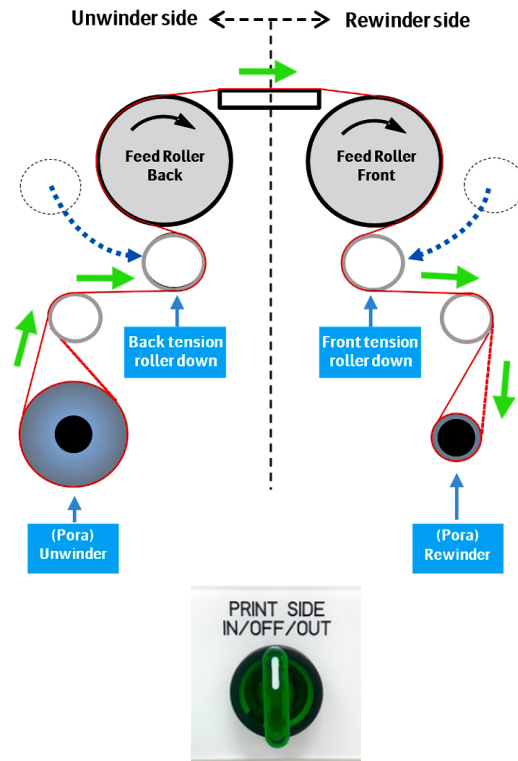 Unwinder side
Rewinder side
Feed Roller
Back
Feed Roller
Front
Back tension
roller down
Front tension
roller down
(Pora)
Unwinder
(Pora)
Rewinder
PRINT SIDE
IN/OFF/OUT